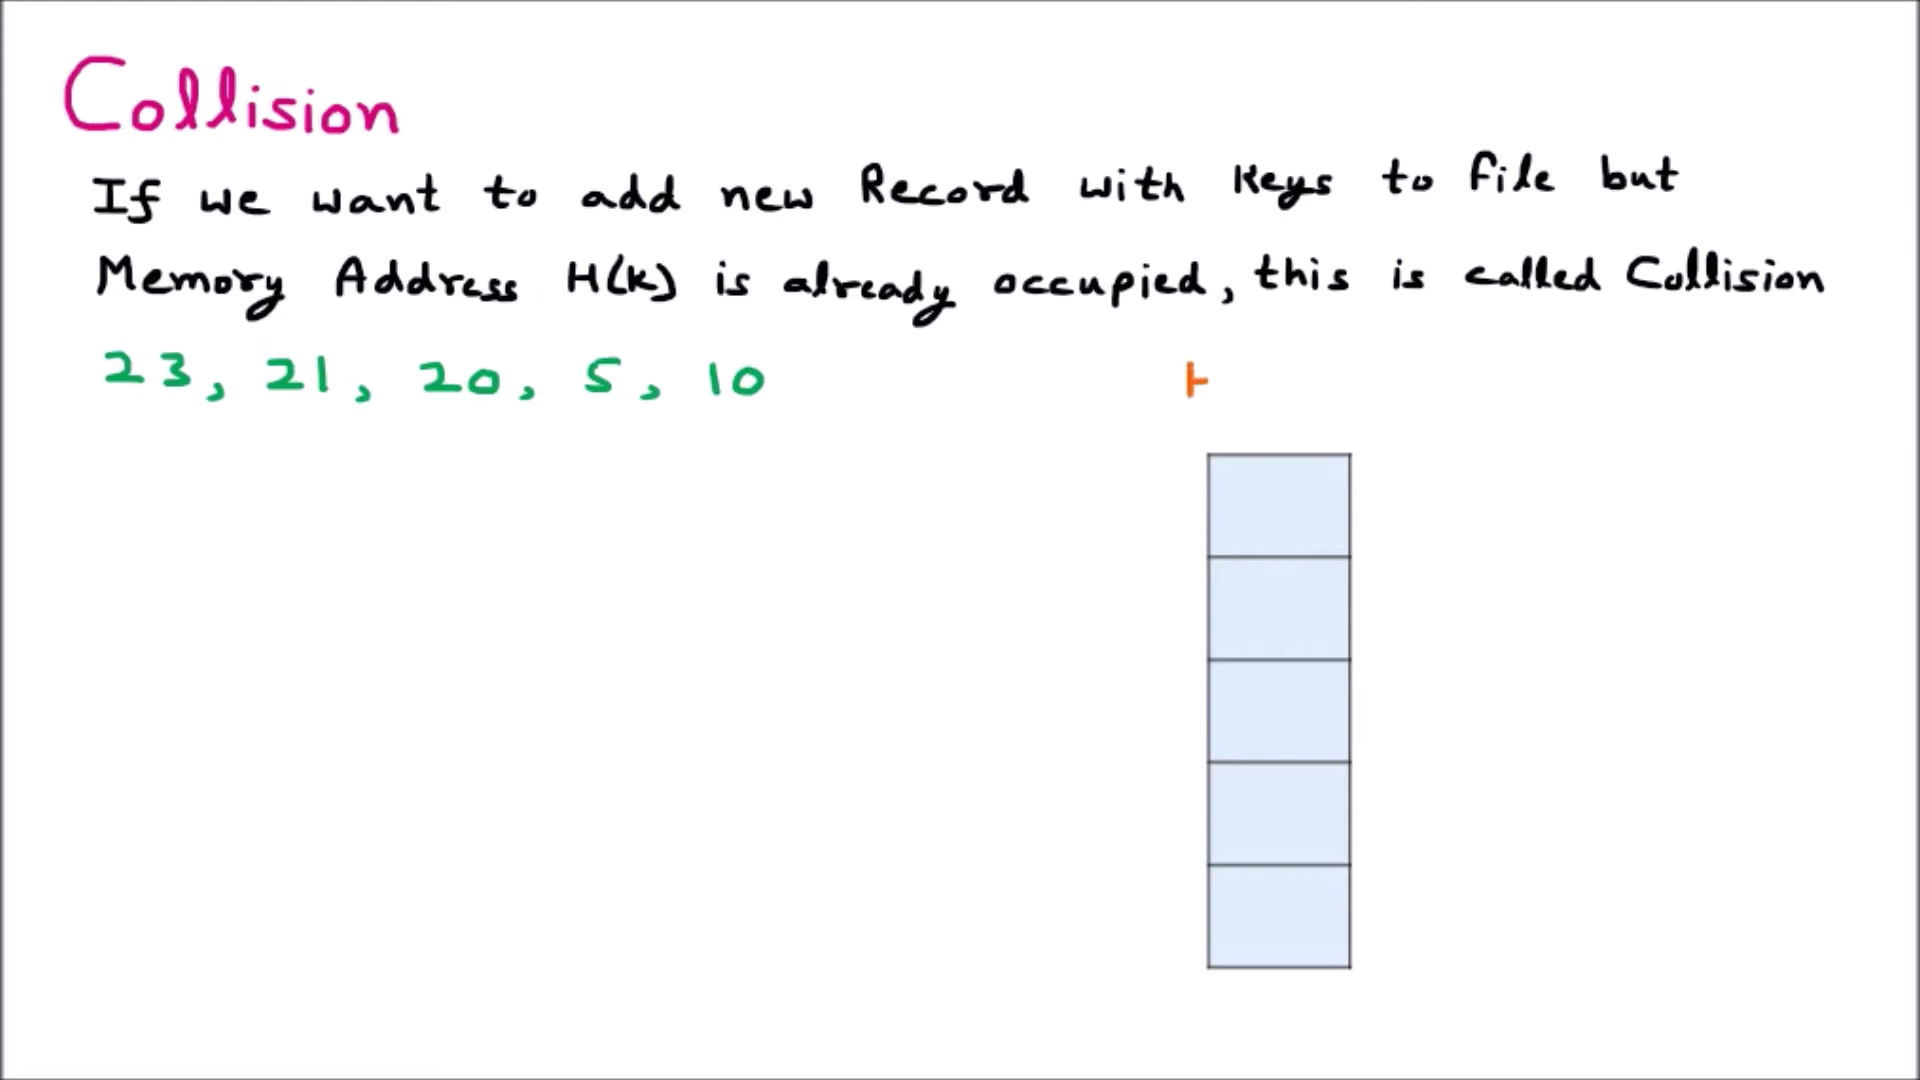 Collision
If we want to add new Record with Keys to file but
Memory Address H(k) is already occupied, this is called Collision
23, 21, 20, 5, 10